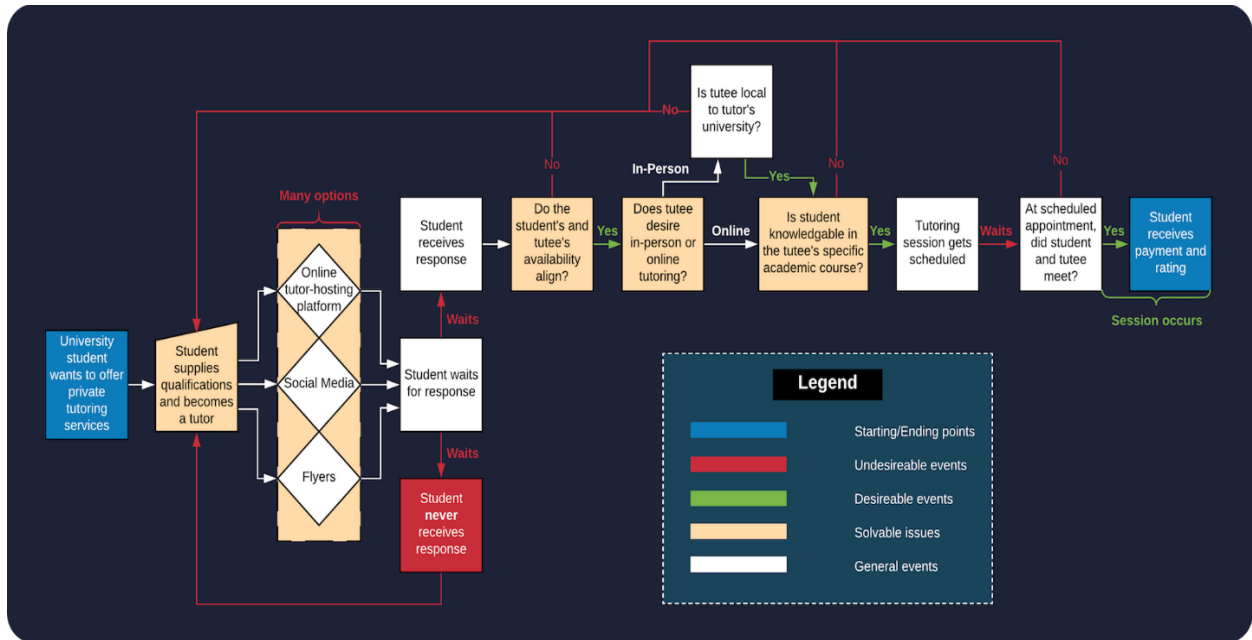 University
student
wants to offer
private
tutoring
services
Student
supplies
qualifications
and becomes
a tutor
Many options
Online
tutor-hosting
platform
Social Media
Flyers
Student waits
for response
Waits
Student
receives
response
Waits
Student
never
receives
response
Do the
student's and
tutee's
availability
align?
No
Yes
Does tutee
desire
in-person or
online
tutoring?
In-Person
Is tutee local
to tutor's
university?
No
Yes
Online
Is student
knowledgable in
the tutee's specific
academic course?
No
Yes
Tutoring
session gets
scheduled
Waits
At scheduled
appointment,
did student
and tutee
meet?
No
Yes
Student
receives
payment and
rating
Session occurs
Legend
Starting/Ending points
Undesireable events
Desireable events
Solvable issues
General events